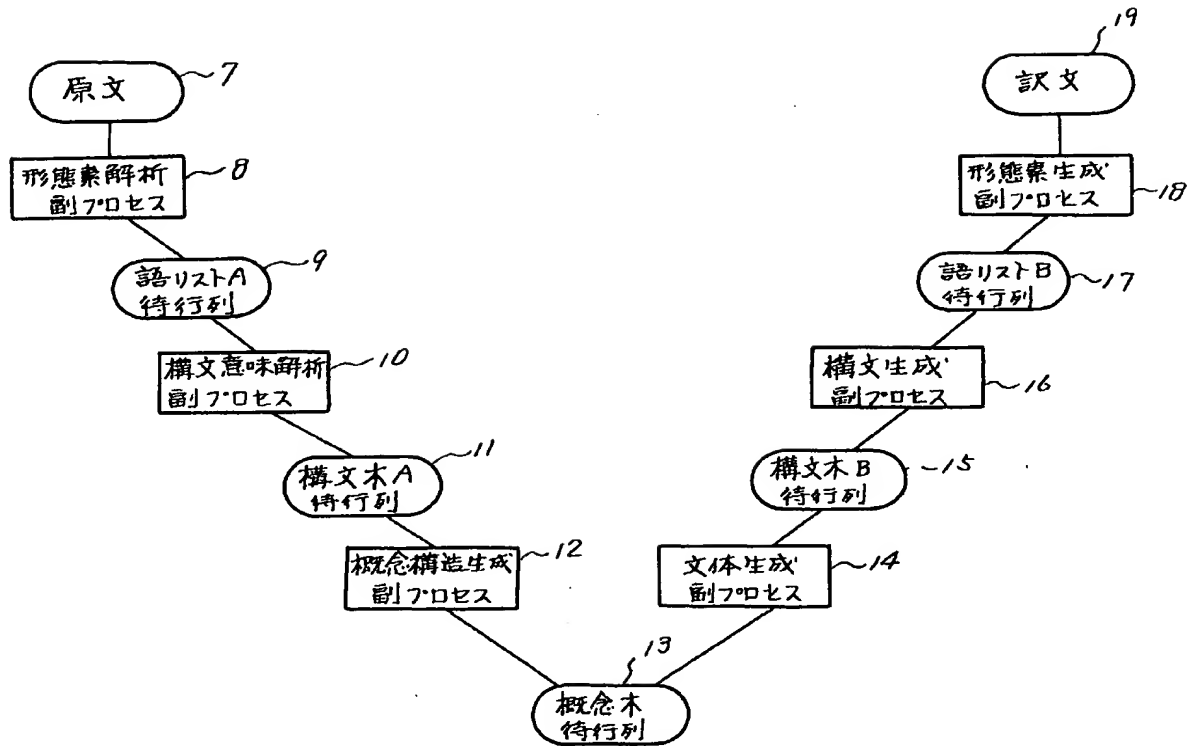 原文
7
形態素解析
副プロセス
8
語リストA
待行列
9
構文意味解析
副プロセス
10
構文木A
待行列
11
概念構造生成
副プロセス
12
概念木
待行列
13
文体生成
副プロセス
14
構文木B
待行列
15
構文生成
副プロセス
16
語リストB
待行列
17
形態素生成
副プロセス
18
訳文
19